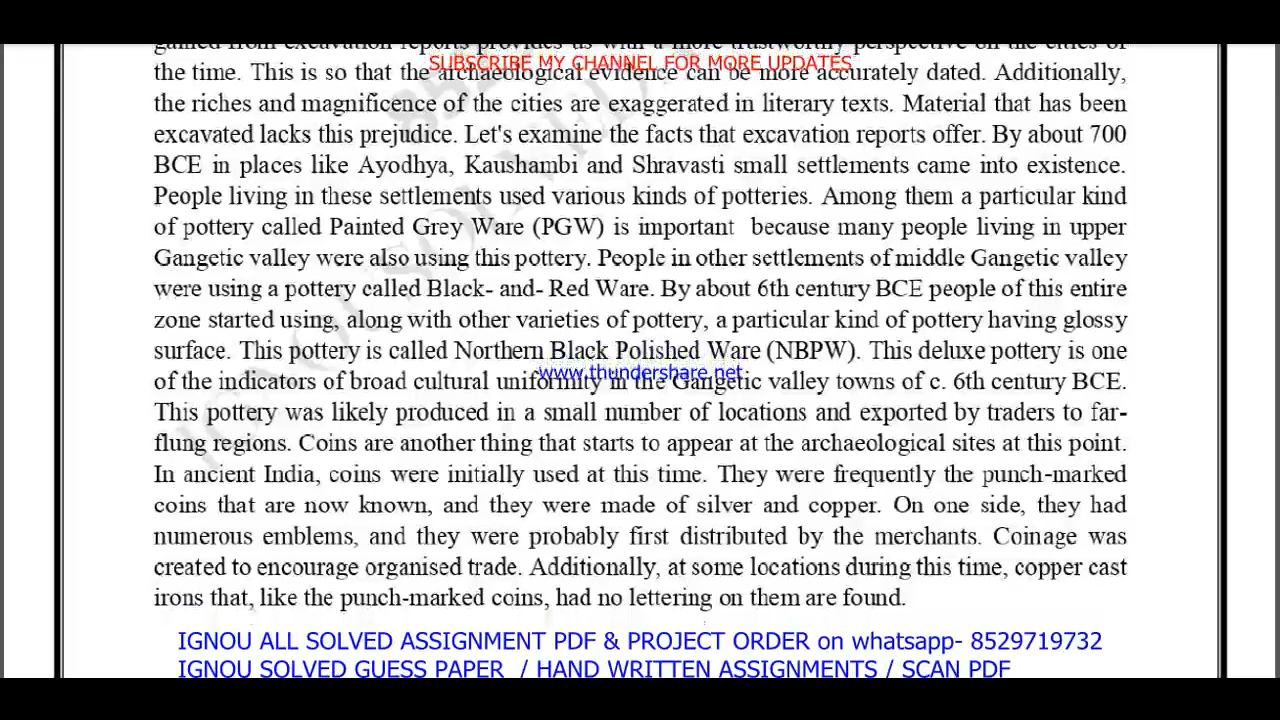 gained from excavation reports provides us with a more trustworthy perspective on the cities of
SUBSCRIBE MY CHANNEL FOR MORE UPDATES
the time. This is so that the archaeological evidence can be more accurately dated. Additionally,
the riches and magnificence of the cities are exaggerated in literary texts. Material that has been
excavated lacks this prejudice. Let's examine the facts that excavation reports offer. By about 700
BCE in places like Ayodhya, Kaushambi and Shravasti small settlements came into existence.
People living in these settlements used various kinds of potteries. Among them a particular kind
of pottery called Painted Grey Ware (PGW) is important because many people living in upper
Gangetic valley were also using this pottery. People in other settlements of middle Gangetic valley
were using a pottery called Black- and- Red Ware. By about 6th century BCE people of this entire
zone started using, along with other varieties of pottery, a particular kind of pottery having glossy
surface. This pottery is called Northern Black Polished Ware (NBPW). This deluxe pottery is one
www.thundershare.net
of the indicators of broad cultural uniformity in the Gangetic valley towns of c. 6th century BCE.
This pottery was likely produced in a small number of locations and exported by traders to far-
flung regions. Coins are another thing that starts to appear at the archaeological sites at this point.
In ancient India, coins were initially used at this time. They were frequently the punch-marked
coins that are now known, and they were made of silver and copper. On one side, they had
numerous emblems, and they were probably first distributed by the merchants. Coinage was
created to encourage organised trade. Additionally, at some locations during this time, copper cast
irons that, like the punch-marked coins, had no lettering on them are found.
IGNOU ALL SOLVED ASSIGNMENT PDF & PROJECT ORDER on whatsapp- 8529719732
IGNOU SOLVED GUESS PAPER / HAND WRITTEN ASSIGNMENTS / SCAN PDF